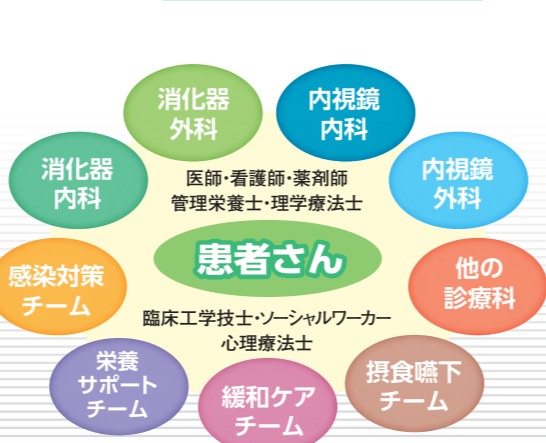 消化器
外科
内視鏡
内科
消化器
内科
医師・看護師・薬剤師
管理栄養士・理学療法士
内視鏡
外科
患者さん
感染対策
チーム
他の
診療科
臨床工学技士・ソーシャルワーカー
心理療法士
栄養
サポート
チーム
緩和ケア
チーム
摂食嚥下
チーム